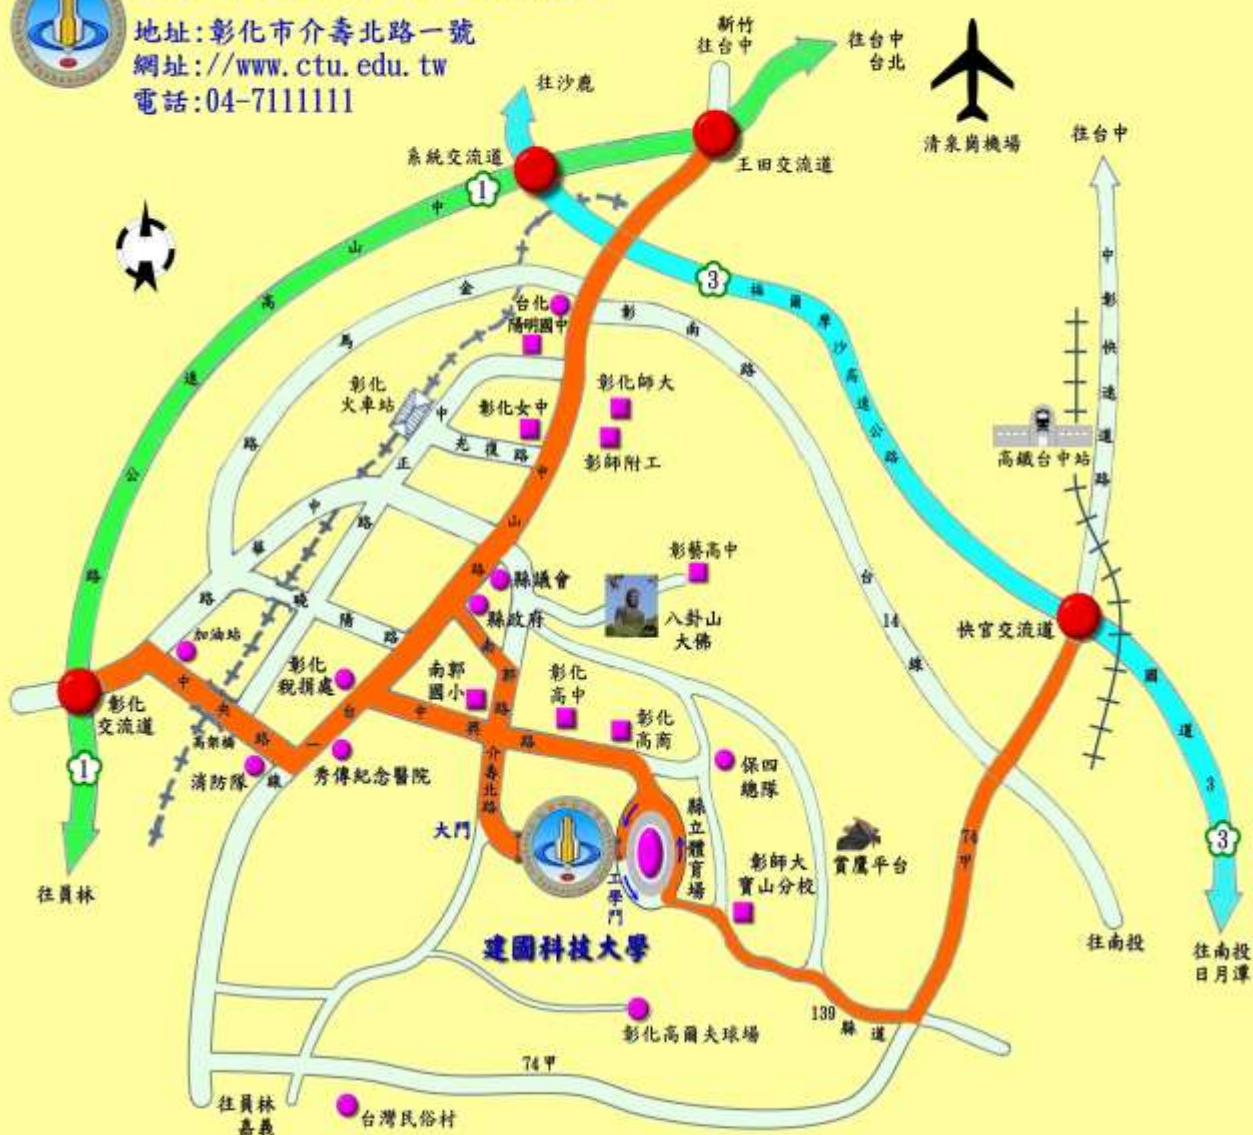 地址:彰化市介壽北路一號
網址://www.ctu.edu.tw
電話:04-7111111
新竹
往台中
往台中
台北
往沙鹿
清泉崗機場
往台中
系統交流道
王田交流道
1
中山高速公路
3
福爾摩沙高速公路
中彰快速道路
金馬路
台化
陽明國中
彰南路
彰化
火車站
中正路
彰化女中
彰化師大
光復路
彰師附工
高鐵台中站
中山路
中華路
彰藝高中
縣議會
縣政府
八卦山
大佛
台14線
快官交流道
曉陽路
加油站
彰化
稅捐處
南郭
國小
南郭路
彰化
高中
彰化
高商
彰化
交流道
中央路
高架橋
台一線
中興路
國道3
消防隊
秀傳紀念醫院
介壽北路
保四
總隊
1
大門
縣立體育場
賞鷹平台
74甲
3
彰師大
寶山分校
工學門
往員林
建國科技大學
往南投
往南投
日月潭
139縣道
彰化高爾夫球場
74甲
往員林
嘉義
台灣民俗村